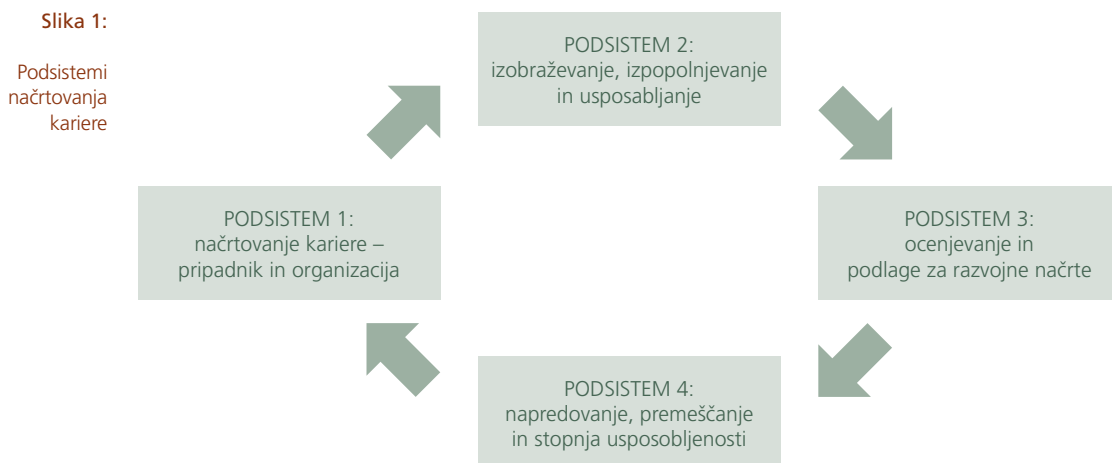 Slika 1:
Podsistemi
načrtovanja
kariere
PODSISTEM 2:
izobraževanje, izpopolnjevanje
in usposabljanje
PODSISTEM 1:
načrtovanje kariere –
pripadnik in organizacija
PODSISTEM 3:
ocenjevanje in
podlage za razvojne načrte
PODSISTEM 4:
napredovanje, premeščanje
in stopnja usposobljenosti